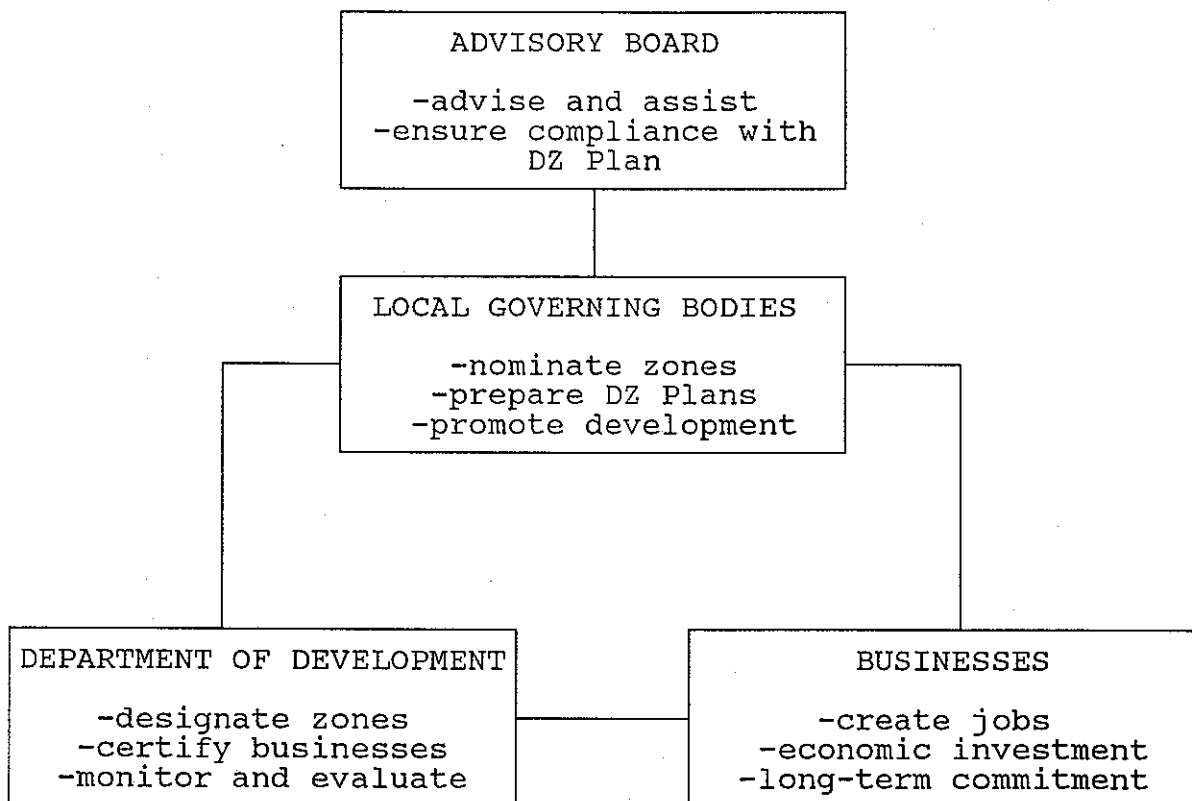 ADVISORY BOARD
-advise and assist
-ensure compliance with
DZ Plan
LOCAL GOVERNING BODIES
-nominate zones
-prepare DZ Plans
-promote development
DEPARTMENT OF DEVELOPMENT
-designate zones
-certify businesses
-monitor and evaluate
BUSINESSES
-create jobs
-economic investment
-long-term commitment